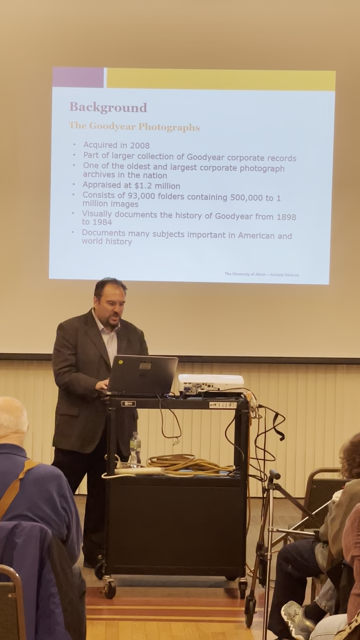 Background
The Goodyear Photographs
• Acquired in 2008
• Part of larger collection of Goodyear corporate records
• One of the oldest and largest corporate photograph
archives in the nation
• Appraised at $1.2 million
• Consists of 93,000 folders containing 500,000 to 1
million images
• Visually documents the history of Goodyear from 1898
to 1984
• Documents many subjects important in American and
world history
The University of Akron –